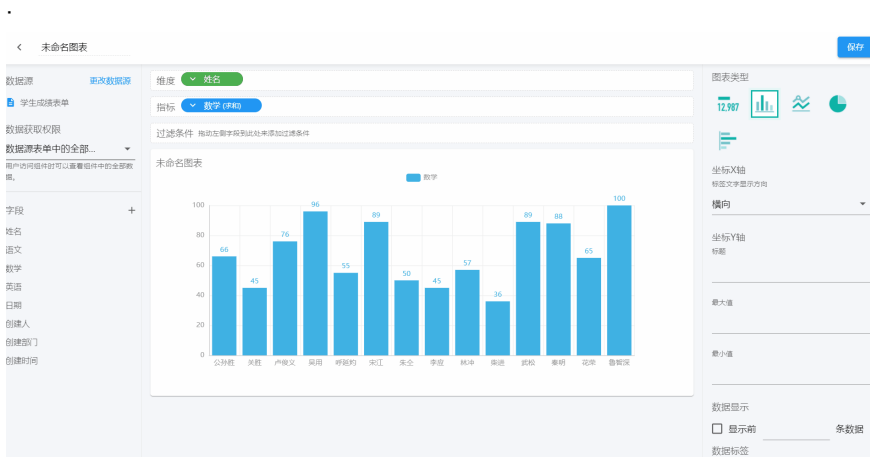 未命名图表
保存
数据源
更改数据源
学生成绩表单
数据获取权限
数据源表单中的全部...
用户访问组件时可以查看组件中的全部数
据。
字段
+
姓名
语文
数学
英语
日期
创建人
创建部门
创建时间
维度 姓名
指标 数学 (求和)
过滤条件 拖动左侧字段到此处来添加过滤条件
未命名图表
数学
100
80
60
40
20
0
66
45
76
96
55
89
50
45
57
36
89
88
65
100
公孙胜 关胜 卢俊义 吴用 呼延灼 宋江 朱仝 李应 林冲 柴进 武松 秦明 花荣 鲁智深
图表类型
12,987
坐标X轴
标签文字显示方向
横向
坐标Y轴
标题
最大值
最小值
数据显示
显示前 条数据
数据标签